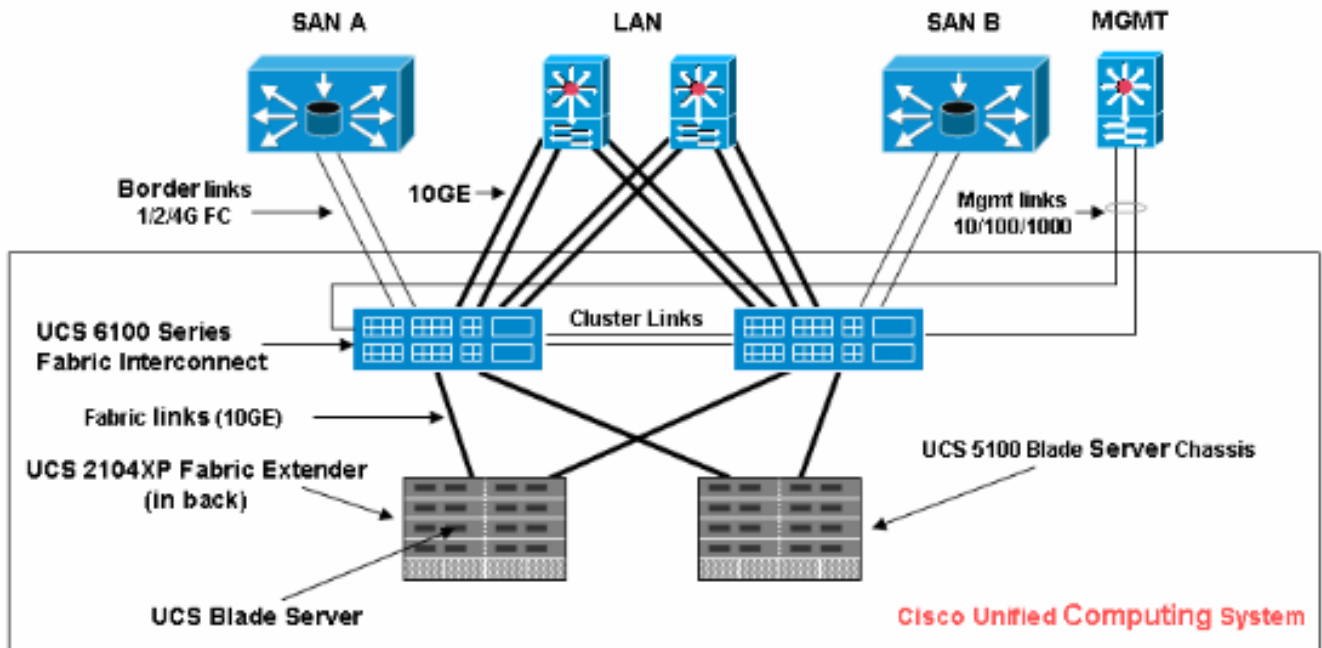 SAN A
LAN
SAN B
MGMT
Border links
1/2/4G FC
10GE
Mgmt links
10/100/1000
UCS 6100 Series
Fabric Interconnect
Cluster Links
Fabric links (10GE)
UCS 2104XP Fabric Extender
(in back)
UCS 5100 Blade Server Chassis
UCS Blade Server
Cisco Unified Computing System